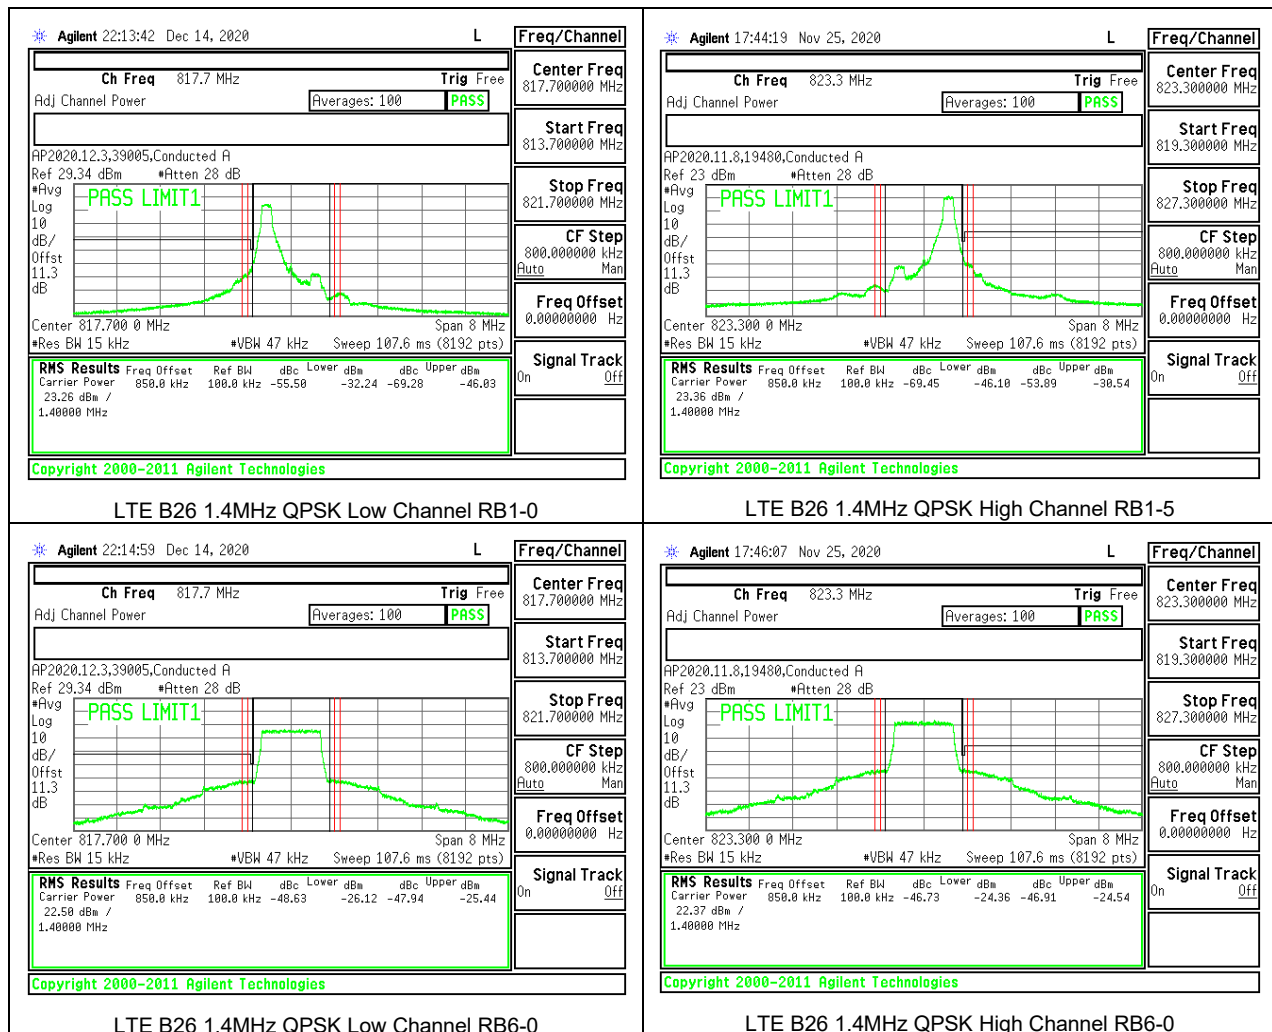 Agilent 22:13:42 Dec 14, 2020 L Freq/Channel
Ch Freq 817.7 MHz Trig Free
Adj Channel Power Averages: 100 PASS
Center Freq
817.700000 MHz
Start Freq
813.700000 MHz
AP2020.12.3,39005,Conducted A
Ref 29.34 dBm #Atten 28 dB
#Avg
Log
10
dB/
Offst
11.3
dB
PASS LIMIT1
Stop Freq
821.700000 MHz
CF Step
800.000000 kHz
Auto Man
Freq Offset
0.00000000 Hz
Center 817.700 0 MHz Span 8 MHz
#Res BW 15 kHz #VBW 47 kHz Sweep 107.6 ms (8192 pts)
Signal Track
On Off
RMS Results Freq Offset Ref BW dBc Lower dBm dBc Upper dBm
Carrier Power 850.0 kHz 100.0 kHz -55.50 -32.24 -69.28 -46.03
23.26 dBm /
1.40000 MHz
Copyright 2000-2011 Agilent Technologies
LTE B26 1.4MHz QPSK Low Channel RB1-0
Agilent 17:44:19 Nov 25, 2020 L Freq/Channel
Ch Freq 823.3 MHz Trig Free
Adj Channel Power Averages: 100 PASS
Center Freq
823.300000 MHz
Start Freq
819.300000 MHz
AP2020.11.8,19480,Conducted A
Ref 23 dBm #Atten 28 dB
#Avg
Log
10
dB/
Offst
11.3
dB
PASS LIMIT1
Stop Freq
827.300000 MHz
CF Step
800.000000 kHz
Auto Man
Freq Offset
0.00000000 Hz
Center 823.300 0 MHz Span 8 MHz
#Res BW 15 kHz #VBW 47 kHz Sweep 107.6 ms (8192 pts)
Signal Track
On Off
RMS Results Freq Offset Ref BW dBc Lower dBm dBc Upper dBm
Carrier Power 850.0 kHz 100.0 kHz -69.45 -46.10 -53.89 -30.54
23.36 dBm /
1.40000 MHz
Copyright 2000-2011 Agilent Technologies
LTE B26 1.4MHz QPSK High Channel RB1-5
Agilent 22:14:59 Dec 14, 2020 L Freq/Channel
Ch Freq 817.7 MHz Trig Free
Adj Channel Power Averages: 100 PASS
Center Freq
817.700000 MHz
Start Freq
813.700000 MHz
AP2020.12.3,39005,Conducted A
Ref 29.34 dBm #Atten 28 dB
#Avg
Log
10
dB/
Offst
11.3
dB
PASS LIMIT1
Stop Freq
821.700000 MHz
CF Step
800.000000 kHz
Auto Man
Freq Offset
0.00000000 Hz
Center 817.700 0 MHz Span 8 MHz
#Res BW 15 kHz #VBW 47 kHz Sweep 107.6 ms (8192 pts)
Signal Track
On Off
RMS Results Freq Offset Ref BW dBc Lower dBm dBc Upper dBm
Carrier Power 850.0 kHz 100.0 kHz -48.63 -26.12 -47.94 -25.44
22.50 dBm /
1.40000 MHz
Copyright 2000-2011 Agilent Technologies
LTE B26 1.4MHz QPSK Low Channel RB6-0
Agilent 17:46:07 Nov 25, 2020 L Freq/Channel
Ch Freq 823.3 MHz Trig Free
Adj Channel Power Averages: 100 PASS
Center Freq
823.300000 MHz
Start Freq
819.300000 MHz
AP2020.11.8,19480,Conducted A
Ref 23 dBm #Atten 28 dB
#Avg
Log
10
dB/
Offst
11.3
dB
PASS LIMIT1
Stop Freq
827.300000 MHz
CF Step
800.000000 kHz
Auto Man
Freq Offset
0.00000000 Hz
Center 823.300 0 MHz Span 8 MHz
#Res BW 15 kHz #VBW 47 kHz Sweep 107.6 ms (8192 pts)
Signal Track
On Off
RMS Results Freq Offset Ref BW dBc Lower dBm dBc Upper dBm
Carrier Power 850.0 kHz 100.0 kHz -46.73 -24.36 -46.91 -24.54
22.37 dBm /
1.40000 MHz
Copyright 2000-2011 Agilent Technologies
LTE B26 1.4MHz QPSK High Channel RB6-0